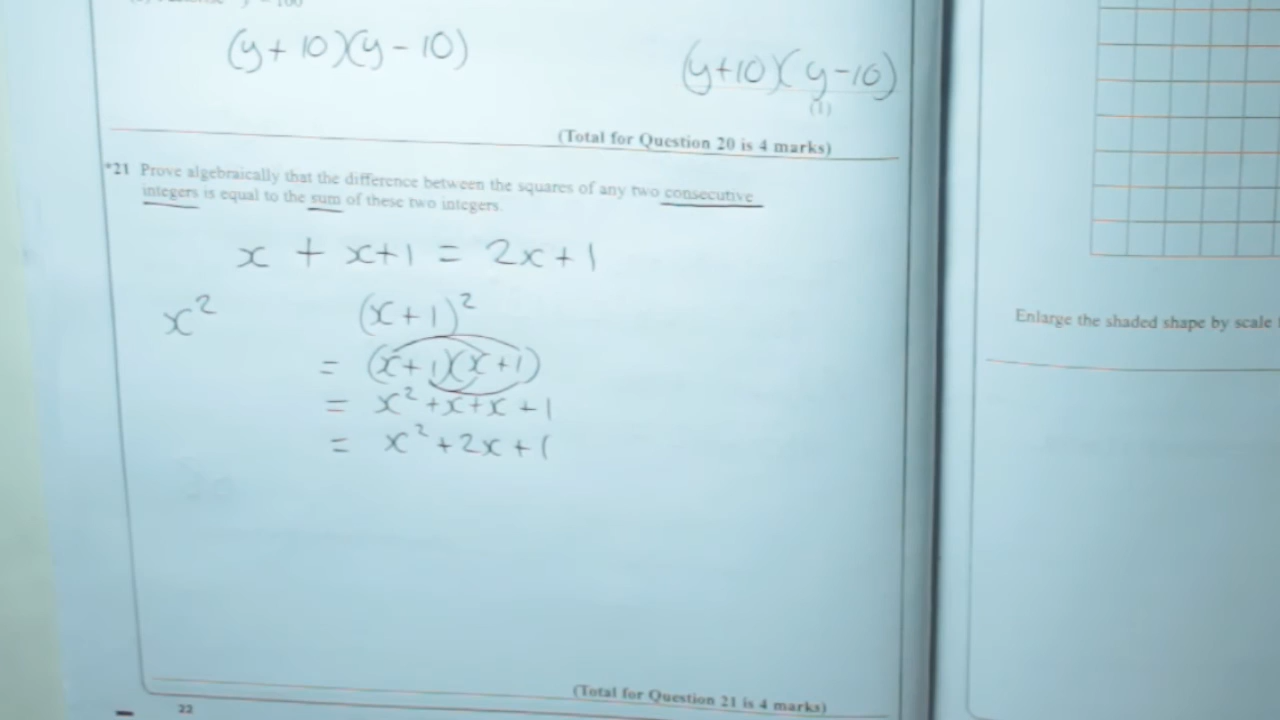 (y + 10)(y - 10)
(y+10)(y-10)
(1)
(Total for Question 20 is 4 marks)
*21 Prove algebraically that the difference between the squares of any two consecutive
integers is equal to the sum of these two integers.
x + x+1 = 2x+1
x² (x+1)²
= (x+1)(x+1)
= x²+x+x+1
= x²+2x+1
(Total for Question 21 is 4 marks)
22
Enlarge the shaded shape by scale